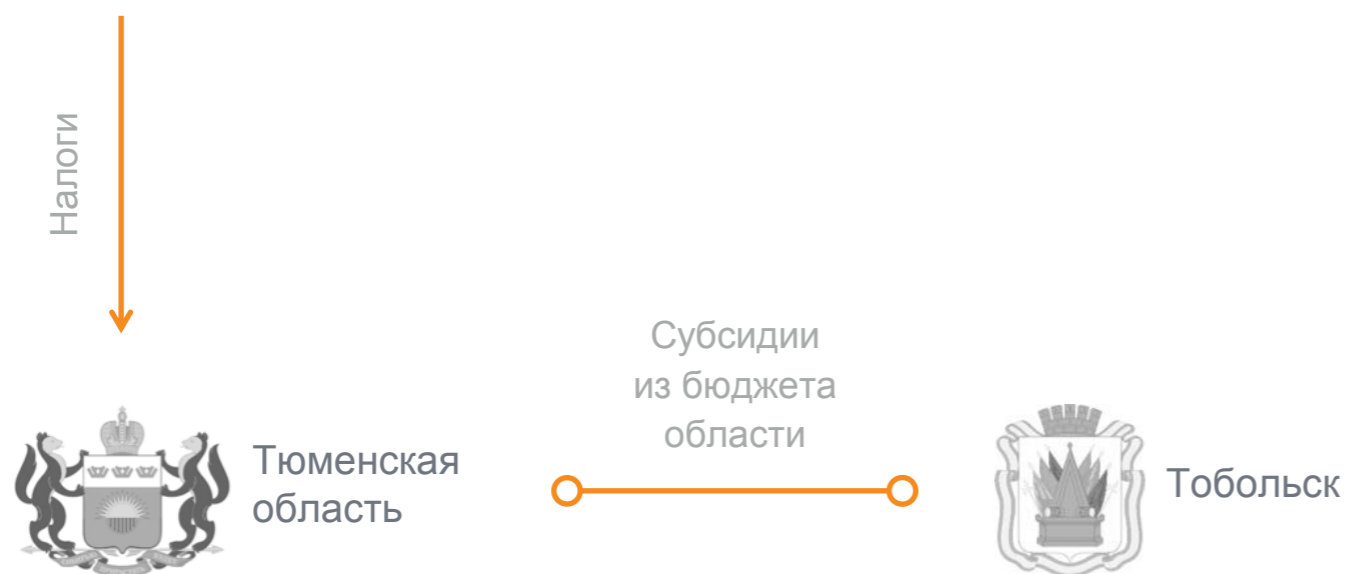 Налоги
Субсидии
из бюджета
области
Тюменская
область
Тобольск